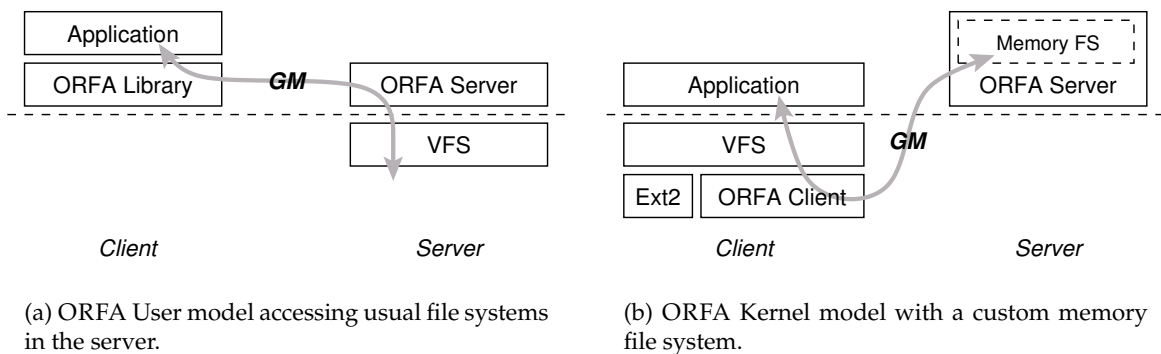 Application
ORFA Library
GM
ORFA Server
VFS
Client
Server
(a) ORFA User model accessing usual file systems
in the server.
Memory FS
ORFA Server
Application
GM
VFS
Ext2
ORFA Client
Client
Server
(b) ORFA Kernel model with a custom memory
file system.